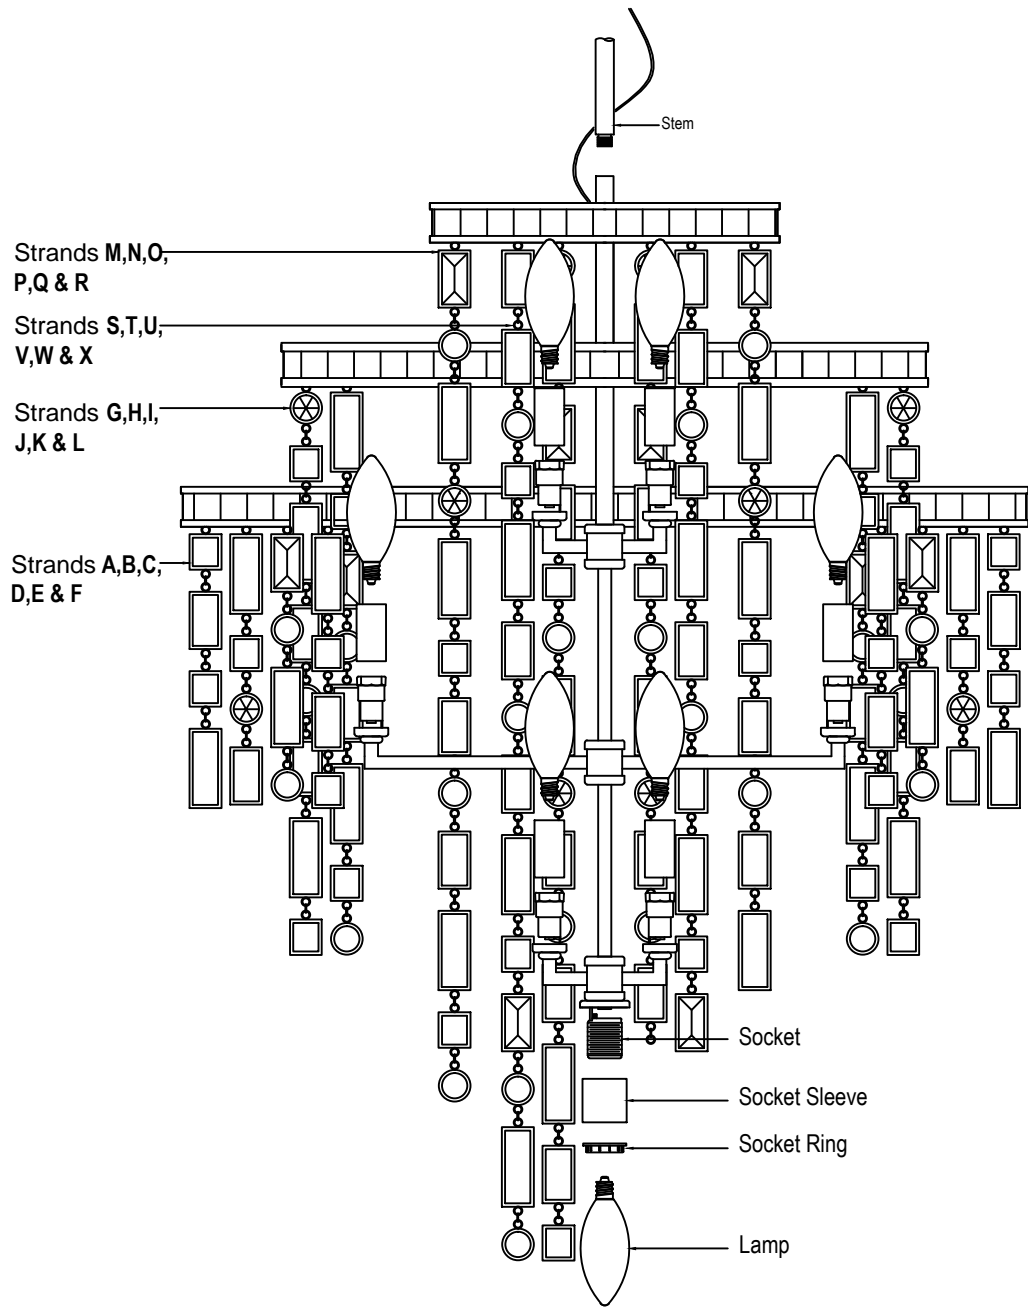 Stem
Strands M,N,O,
P,Q & R
Strands S,T,U,
V,W & X
Strands G,H,I,
J,K & L
Strands A,B,C,
D,E & F
Socket
Socket Sleeve
Socket Ring
Lamp